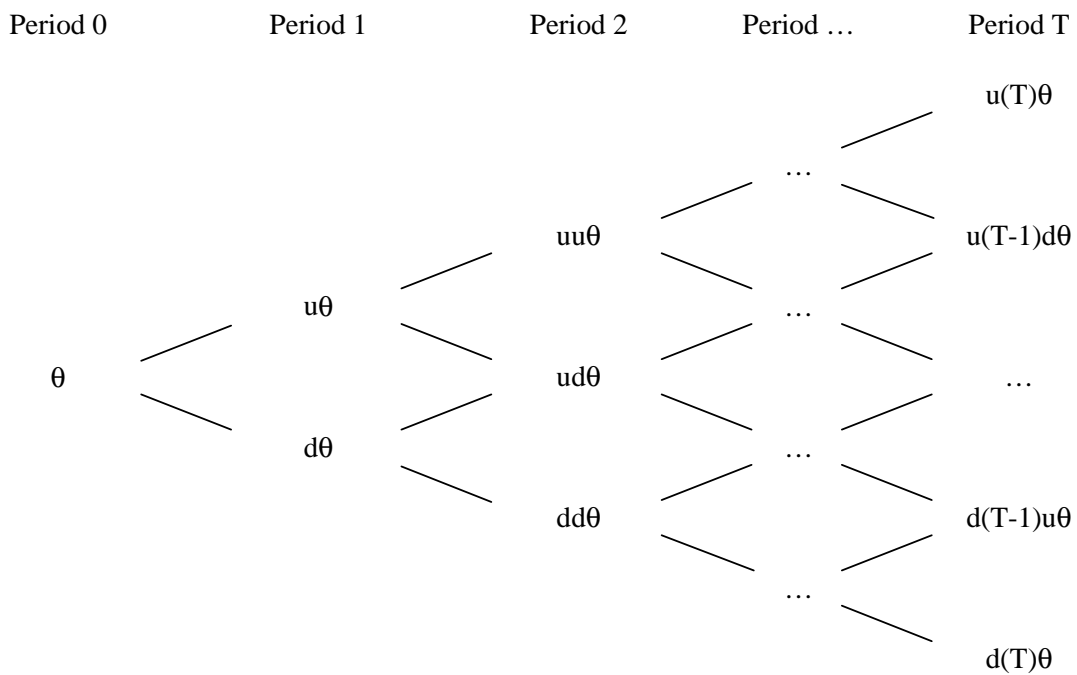 Period 0 Period 1 Period 2 Period … Period T
u(T)θ
…
uuθ u(T-1)dθ
uθ …
θ udθ …
dθ …
ddθ d(T-1)uθ
…
d(T)θ